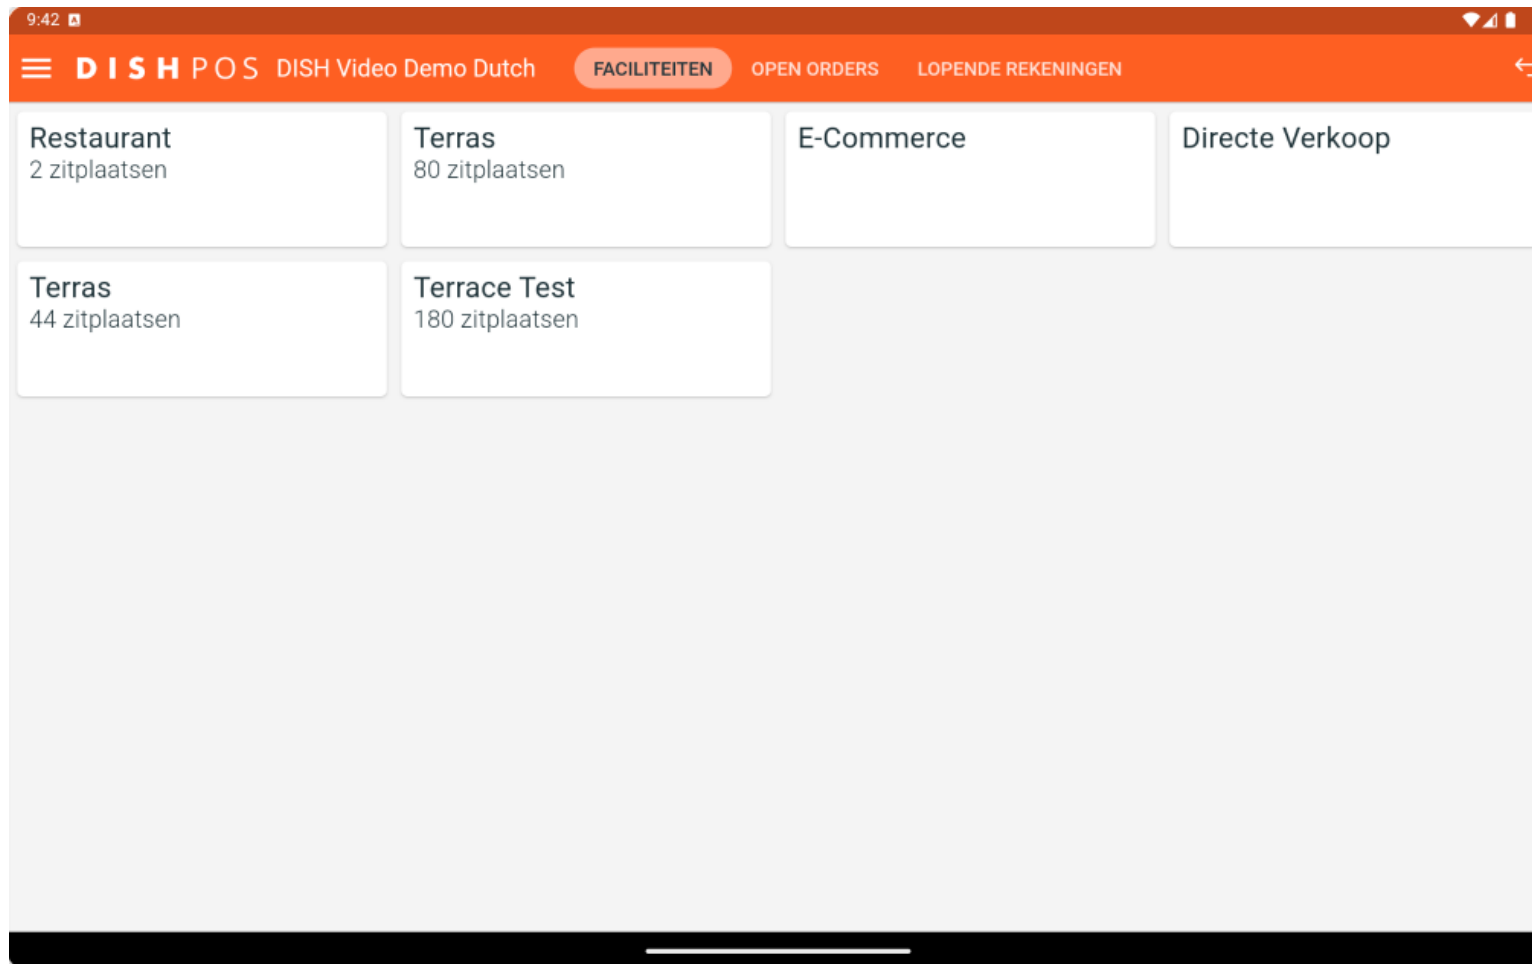 9:42
DISH POS DISH Video Demo Dutch FACILITEITEN OPEN ORDERS LOPENDE REKENINGEN
Restaurant
2 zitplaatsen
Terras
80 zitplaatsen
E-Commerce
Directe Verkoop
Terras
44 zitplaatsen
Terrace Test
180 zitplaatsen